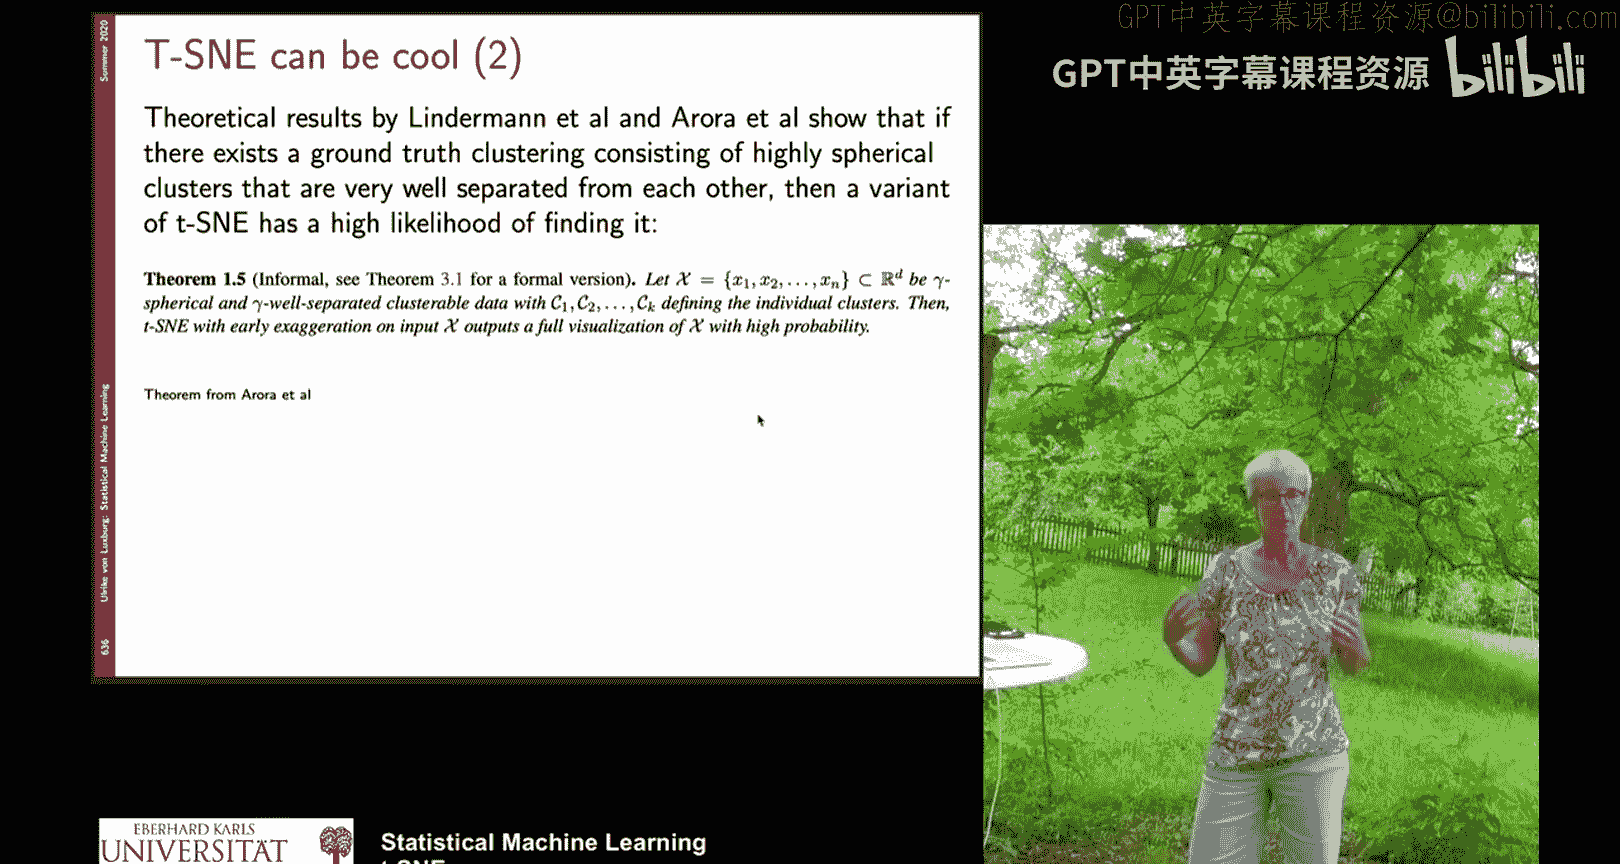 GPT中英字幕课程资源@bilibili.com
GPT中英字幕课程资源 bilibili
Sommer 2020
T-SNE can be cool (2)
Theoretical results by Lindermann et al and Arora et al show that if
there exists a ground truth clustering consisting of highly spherical
clusters that are very well separated from each other, then a variant
of t-SNE has a high likelihood of finding it:
Theorem 1.5 (Informal, see Theorem 3.1 for a formal version). Let 𝒳 = {x₁, x₂, . . . , xₙ} ⊂ ℝᵈ be γ-
spherical and γ-well-separated clusterable data with 𝒞₁, 𝒞₂, . . . , 𝒞ₖ defining the individual clusters. Then,
t-SNE with early exaggeration on input 𝒳 outputs a full visualization of 𝒳 with high probability.
Theorem from Arora et al
Ulrike von Luxburg: Statistical Machine Learning
636
EBERHARD KARLS
UNIVERSITÄT
Statistical Machine Learning
t-SNE